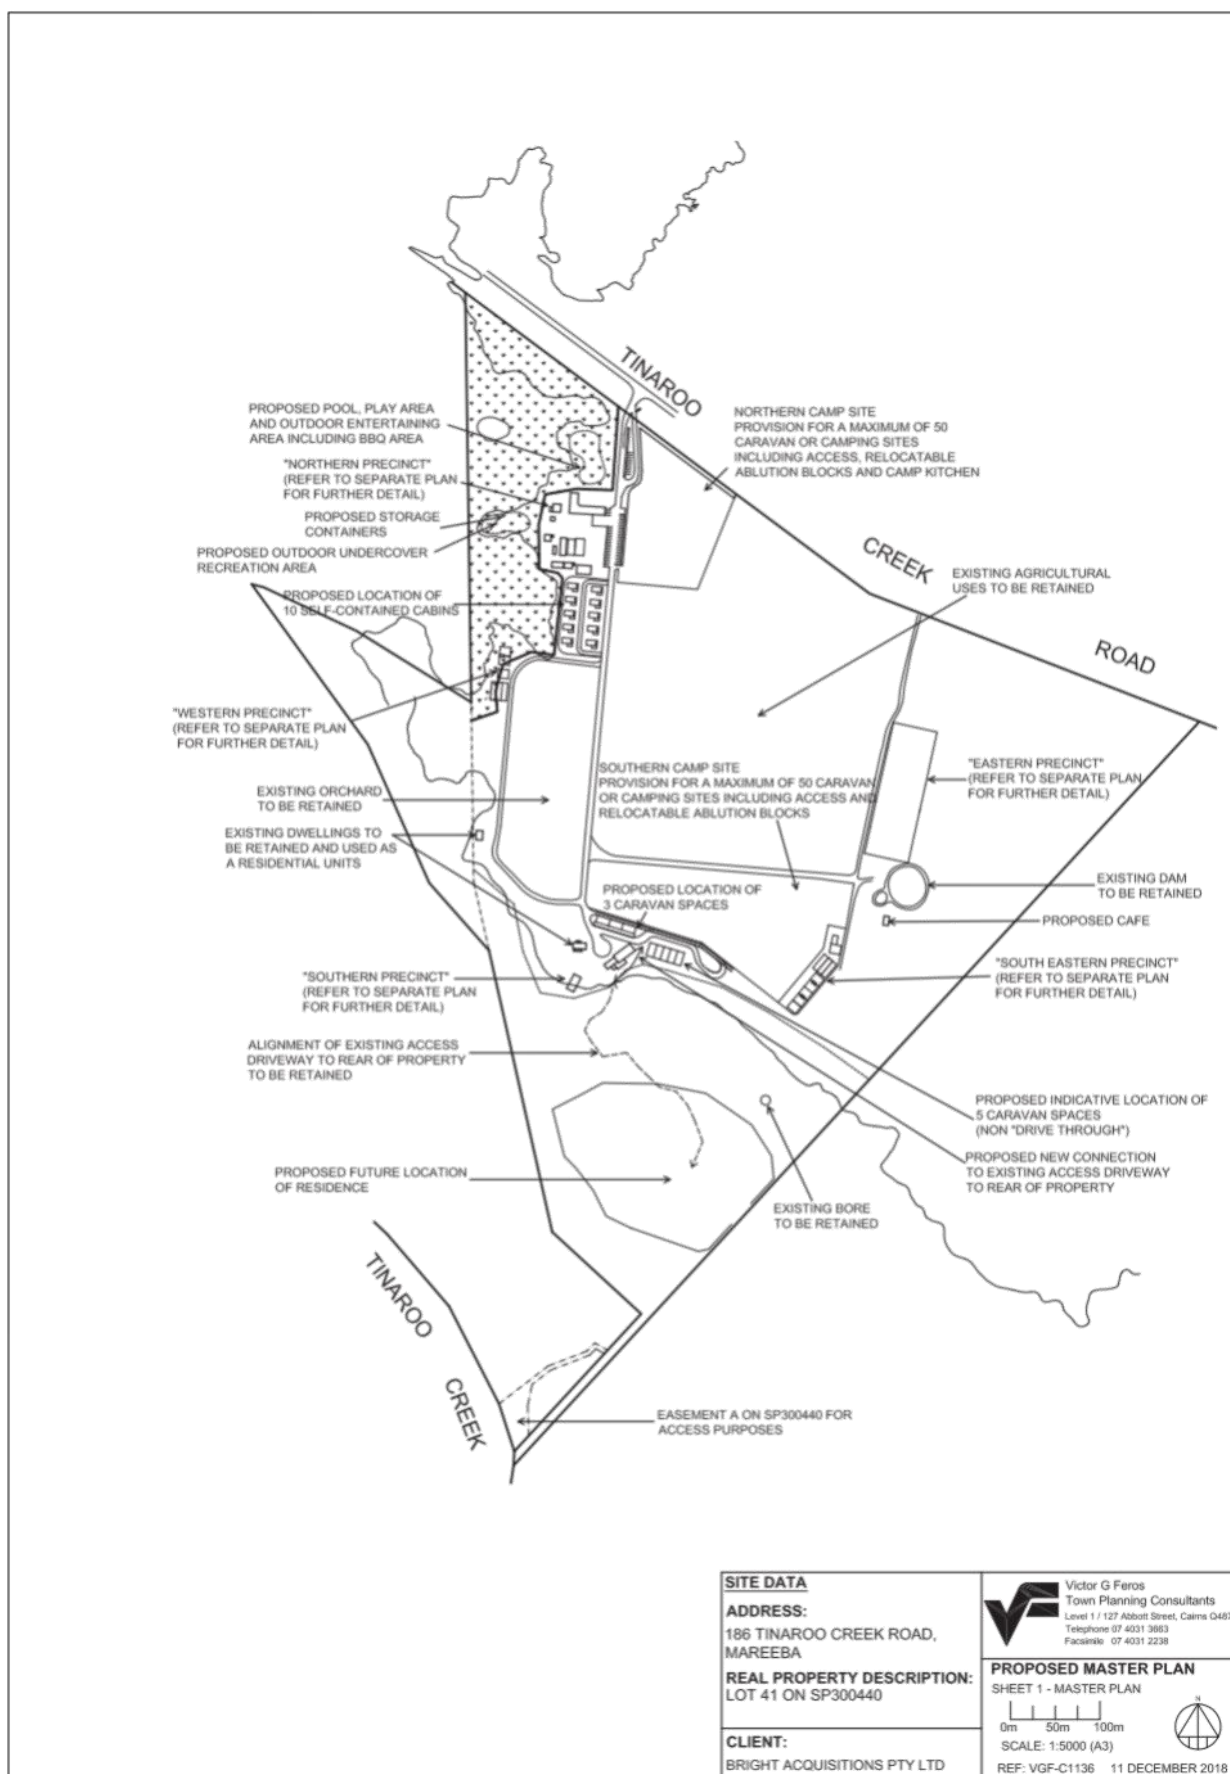 TINAROO
CREEK
ROAD
PROPOSED POOL, PLAY AREA
AND OUTDOOR ENTERTAINING
AREA INCLUDING BBQ AREA
"NORTHERN PRECINCT"
(REFER TO SEPARATE PLAN
FOR FURTHER DETAIL)
PROPOSED STORAGE
CONTAINERS
PROPOSED OUTDOOR UNDERCOVER
RECREATION AREA
PROPOSED LOCATION OF
10 SELF-CONTAINED CABINS
NORTHERN CAMP SITE
PROVISION FOR A MAXIMUM OF 50
CARAVAN OR CAMPING SITES
INCLUDING ACCESS, RELOCATABLE
ABLUTION BLOCKS AND CAMP KITCHEN
EXISTING AGRICULTURAL
USES TO BE RETAINED
"WESTERN PRECINCT"
(REFER TO SEPARATE PLAN
FOR FURTHER DETAIL)
EXISTING ORCHARD
TO BE RETAINED
EXISTING DWELLINGS TO
BE RETAINED AND USED AS
A RESIDENTIAL UNITS
SOUTHERN CAMP SITE
PROVISION FOR A MAXIMUM OF 50 CARAVAN
OR CAMPING SITES INCLUDING ACCESS AND
RELOCATABLE ABLUTION BLOCKS
"EASTERN PRECINCT"
(REFER TO SEPARATE PLAN
FOR FURTHER DETAIL)
PROPOSED LOCATION OF
3 CARAVAN SPACES
EXISTING DAM
TO BE RETAINED
PROPOSED CAFE
"SOUTHERN PRECINCT"
(REFER TO SEPARATE PLAN
FOR FURTHER DETAIL)
"SOUTH EASTERN PRECINCT"
(REFER TO SEPARATE PLAN
FOR FURTHER DETAIL)
ALIGNMENT OF EXISTING ACCESS
DRIVEWAY TO REAR OF PROPERTY
TO BE RETAINED
PROPOSED INDICATIVE LOCATION OF
5 CARAVAN SPACES
(NON "DRIVE THROUGH")
PROPOSED NEW CONNECTION
TO EXISTING ACCESS DRIVEWAY
TO REAR OF PROPERTY
PROPOSED FUTURE LOCATION
OF RESIDENCE
EXISTING BORE
TO BE RETAINED
TINAROO
CREEK
EASEMENT A ON SP300440 FOR
ACCESS PURPOSES
SITE DATA
ADDRESS:
186 TINAROO CREEK ROAD,
MAREEBA
REAL PROPERTY DESCRIPTION:
LOT 41 ON SP300440
CLIENT:
BRIGHT ACQUISITIONS PTY LTD
Victor G Feros
Town Planning Consultants
Level 1 / 127 Abbott Street, Cairns
Telephone 07 4031 3663
Facsimile 07 4031 2238
PROPOSED MASTER PLAN
SHEET 1 - MASTER PLAN
0m 50m 100m
N
SCALE: 1:5000 (A3)
REF: VGF-C1136 11 DECEMBER 2018